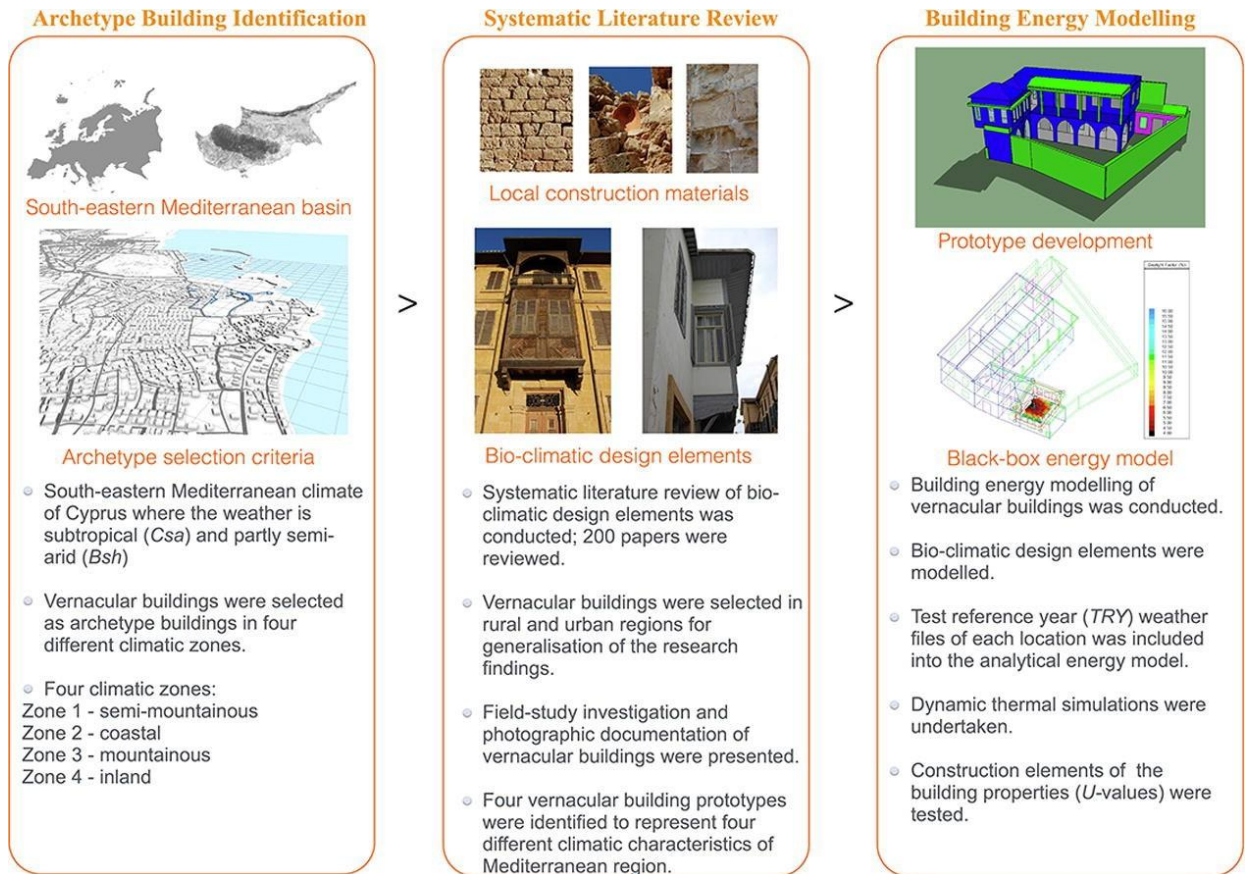 Archetype Building Identification
South-eastern Mediterranean basin
Archetype selection criteria
South-eastern Mediterranean climate
of Cyprus where the weather is
subtropical (Csa) and partly semi-
arid (Bsh)
Vernacular buildings were selected
as archetype buildings in four
different climatic zones.
Four climatic zones:
Zone 1 - semi-mountainous
Zone 2 - coastal
Zone 3 - mountainous
Zone 4 - inland
>
Systematic Literature Review
Local construction materials
Bio-climatic design elements
Systematic literature review of bio-
climatic design elements was
conducted; 200 papers were
reviewed.
Vernacular buildings were selected in
rural and urban regions for
generalisation of the research
findings.
Field-study investigation and
photographic documentation of
vernacular buildings were presented.
Four vernacular building prototypes
were identified to represent four
different climatic characteristics of
Mediterranean region.
>
Building Energy Modelling
Prototype development
Black-box energy model
Building energy modelling of
vernacular buildings was conducted.
Bio-climatic design elements were
modelled.
Test reference year (TRY) weather
files of each location was included
into the analytical energy model.
Dynamic thermal simulations were
undertaken.
Construction elements of the
building properties (U-values) were
tested.